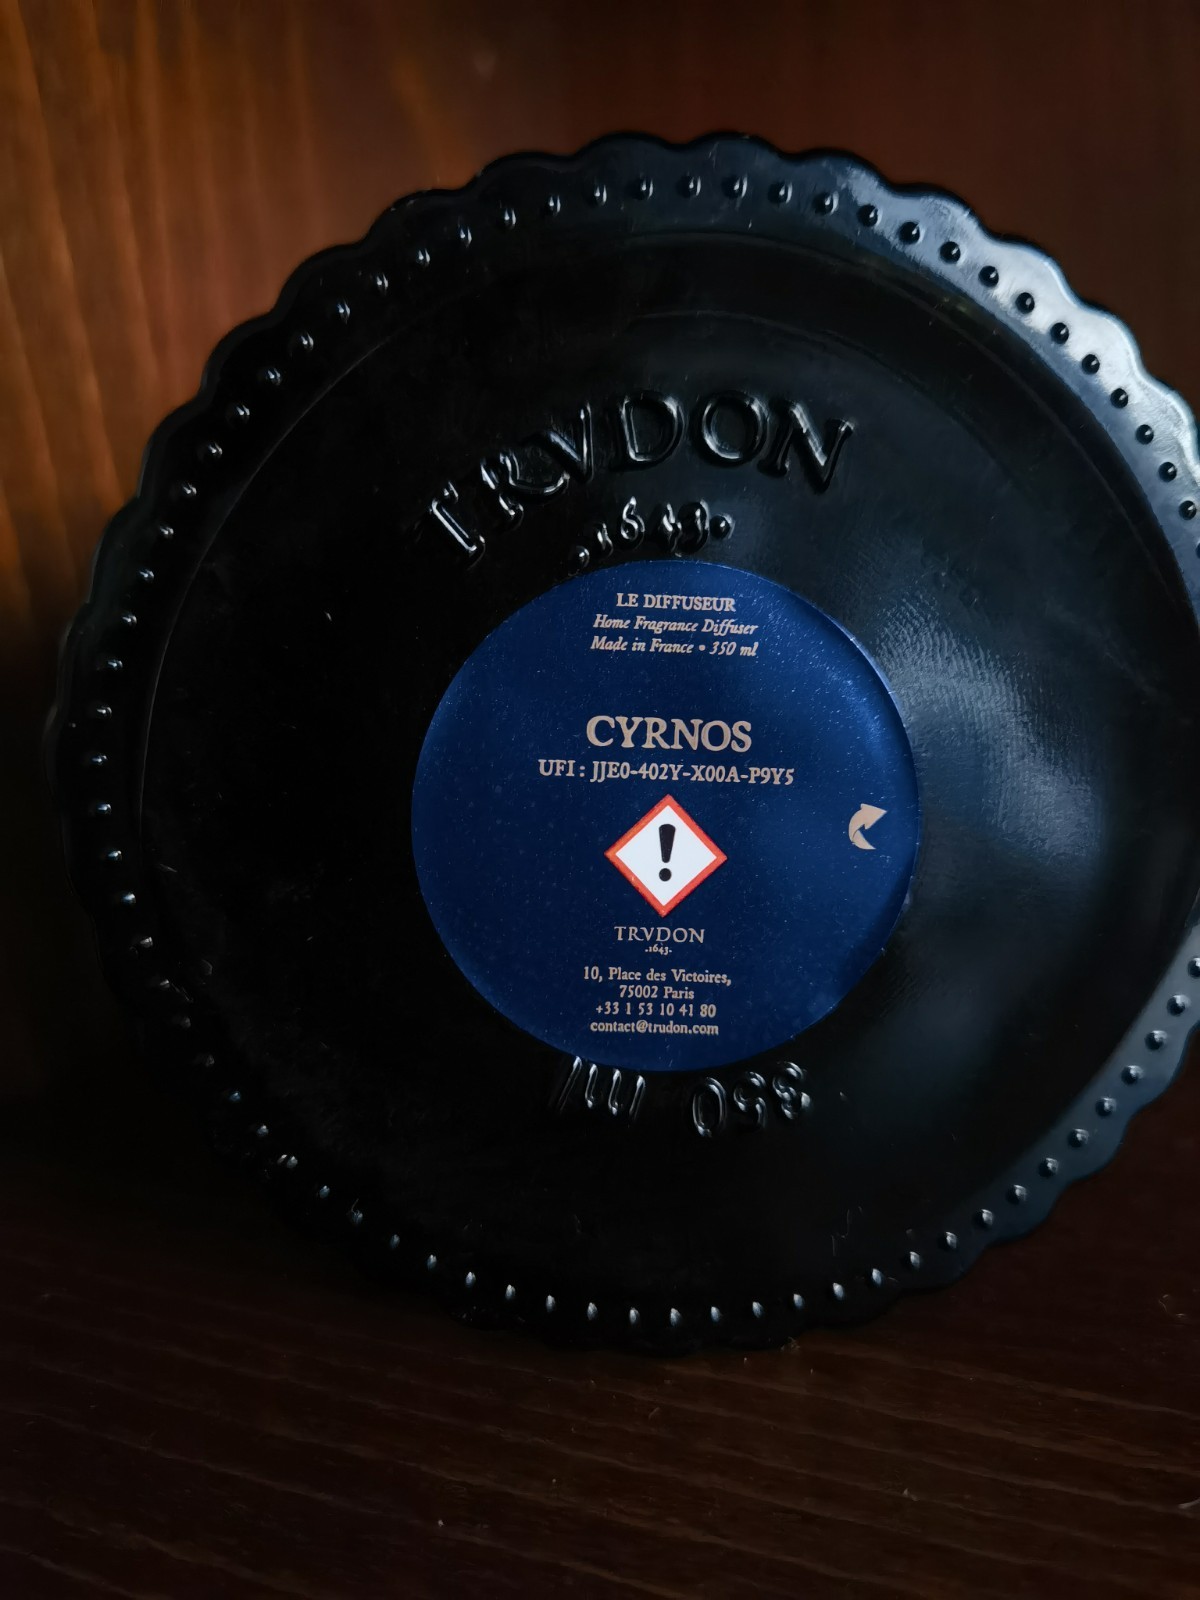 TRVDON
.1643.
LE DIFFUSEUR
Home Fragrance Diffuser
Made in France • 350 ml
CYRNOS
UFI : JJE0-402Y-X00A-P9Y5
TRVDON
.1643.
10, Place des Victoires,
75002 Paris
+33 1 53 10 41 80
contact@trudon.com
350 ml